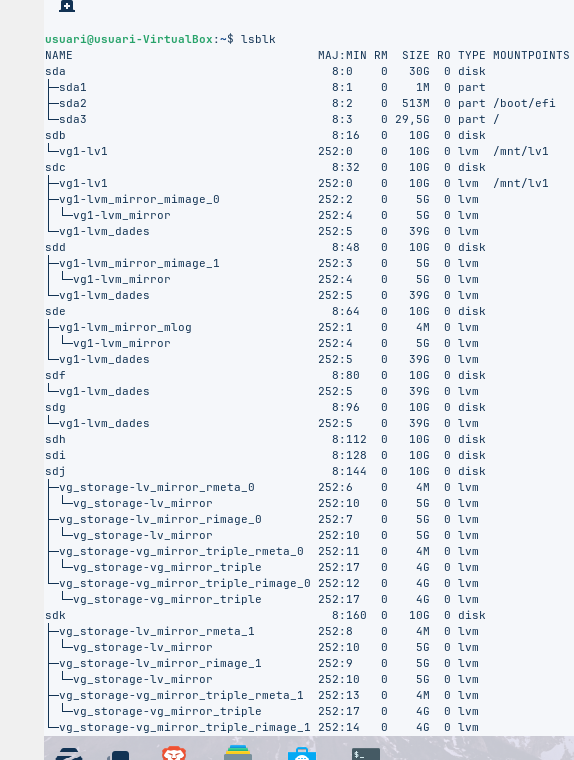 usuari@usuari-VirtualBox:~$ lsblk
NAME MAJ:MIN RM SIZE RO TYPE MOUNTPOINTS
sda 8:0 0 30G 0 disk
├─sda1 8:1 0 1M 0 part
├─sda2 8:2 0 513M 0 part /boot/efi
└─sda3 8:3 0 29,5G 0 part /
sdb 8:16 0 10G 0 disk
└─vg1-lv1 252:0 0 10G 0 lvm /mnt/lv1
sdc 8:32 0 10G 0 disk
├─vg1-lv1 252:0 0 10G 0 lvm /mnt/lv1
├─vg1-lvm_mirror_mimage_0 252:2 0 5G 0 lvm
│ └─vg1-lvm_mirror 252:4 0 5G 0 lvm
└─vg1-lvm_dades 252:5 0 39G 0 lvm
sdd 8:48 0 10G 0 disk
├─vg1-lvm_mirror_mimage_1 252:3 0 5G 0 lvm
│ └─vg1-lvm_mirror 252:4 0 5G 0 lvm
└─vg1-lvm_dades 252:5 0 39G 0 lvm
sde 8:64 0 10G 0 disk
├─vg1-lvm_mirror_mlog 252:1 0 4M 0 lvm
│ └─vg1-lvm_mirror 252:4 0 5G 0 lvm
└─vg1-lvm_dades 252:5 0 39G 0 lvm
sdf 8:80 0 10G 0 disk
└─vg1-lvm_dades 252:5 0 39G 0 lvm
sdg 8:96 0 10G 0 disk
└─vg1-lvm_dades 252:5 0 39G 0 lvm
sdh 8:112 0 10G 0 disk
sdi 8:128 0 10G 0 disk
sdj 8:144 0 10G 0 disk
├─vg_storage-lv_mirror_rmeta_0 252:6 0 4M 0 lvm
│ └─vg_storage-lv_mirror 252:10 0 5G 0 lvm
├─vg_storage-lv_mirror_rimage_0 252:7 0 5G 0 lvm
│ └─vg_storage-lv_mirror 252:10 0 5G 0 lvm
├─vg_storage-vg_mirror_triple_rmeta_0 252:11 0 4M 0 lvm
│ └─vg_storage-vg_mirror_triple 252:17 0 4G 0 lvm
└─vg_storage-vg_mirror_triple_rimage_0 252:12 0 4G 0 lvm
  └─vg_storage-vg_mirror_triple 252:17 0 4G 0 lvm
sdk 8:160 0 10G 0 disk
├─vg_storage-lv_mirror_rmeta_1 252:8 0 4M 0 lvm
│ └─vg_storage-lv_mirror 252:10 0 5G 0 lvm
├─vg_storage-lv_mirror_rimage_1 252:9 0 5G 0 lvm
│ └─vg_storage-lv_mirror 252:10 0 5G 0 lvm
├─vg_storage-vg_mirror_triple_rmeta_1 252:13 0 4M 0 lvm
│ └─vg_storage-vg_mirror_triple 252:17 0 4G 0 lvm
└─vg_storage-vg_mirror_triple_rimage_1 252:14 0 4G 0 lvm
$_